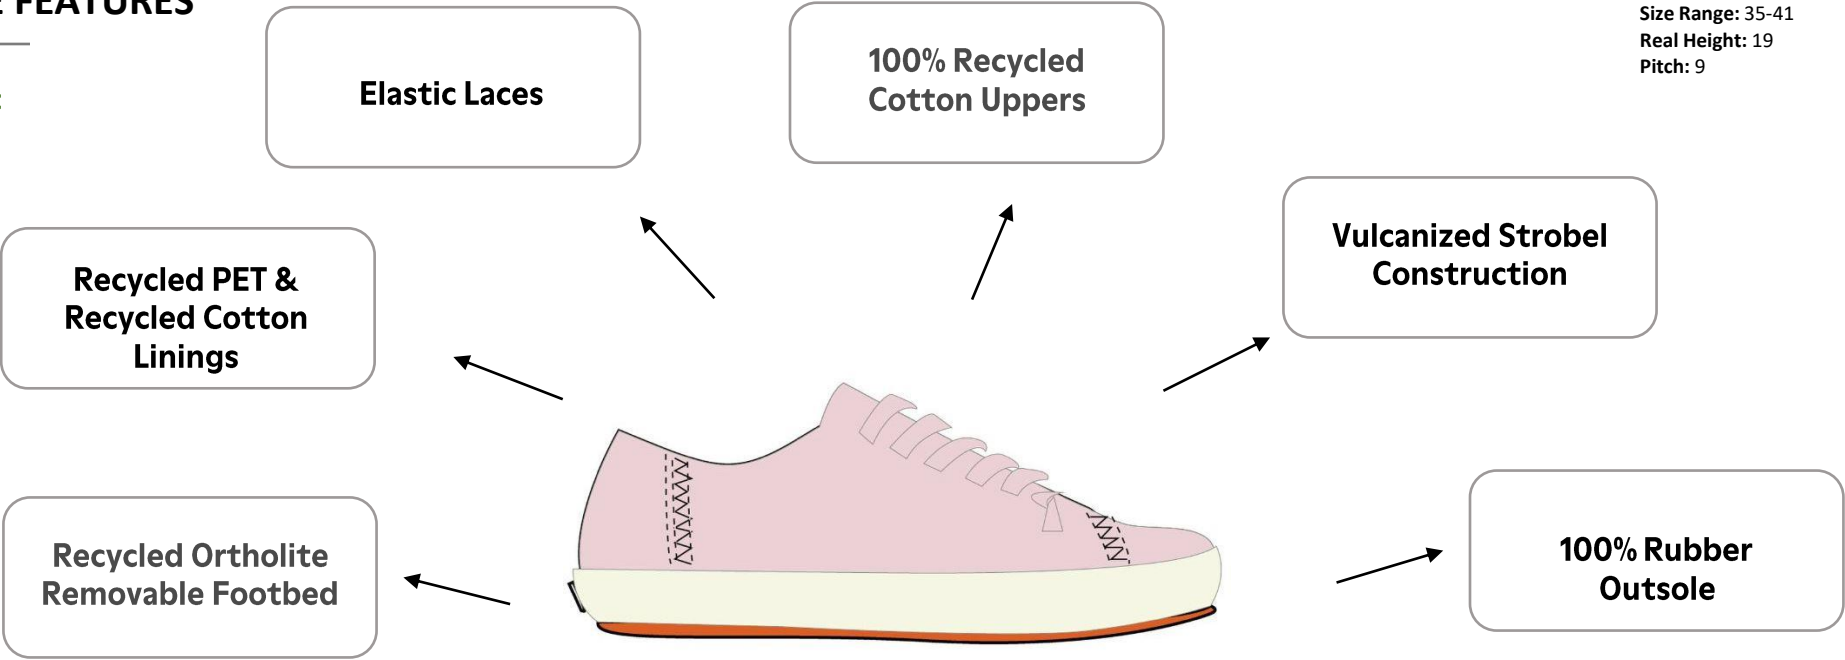 E FEATURES
Size Range: 35-41
Real Height: 19
Pitch: 9
Elastic Laces
100% Recycled
Cotton Uppers
Vulcanized Strobel
Construction
Recycled PET &
Recycled Cotton
Linings
Recycled Ortholite
Removable Footbed
100% Rubber
Outsole